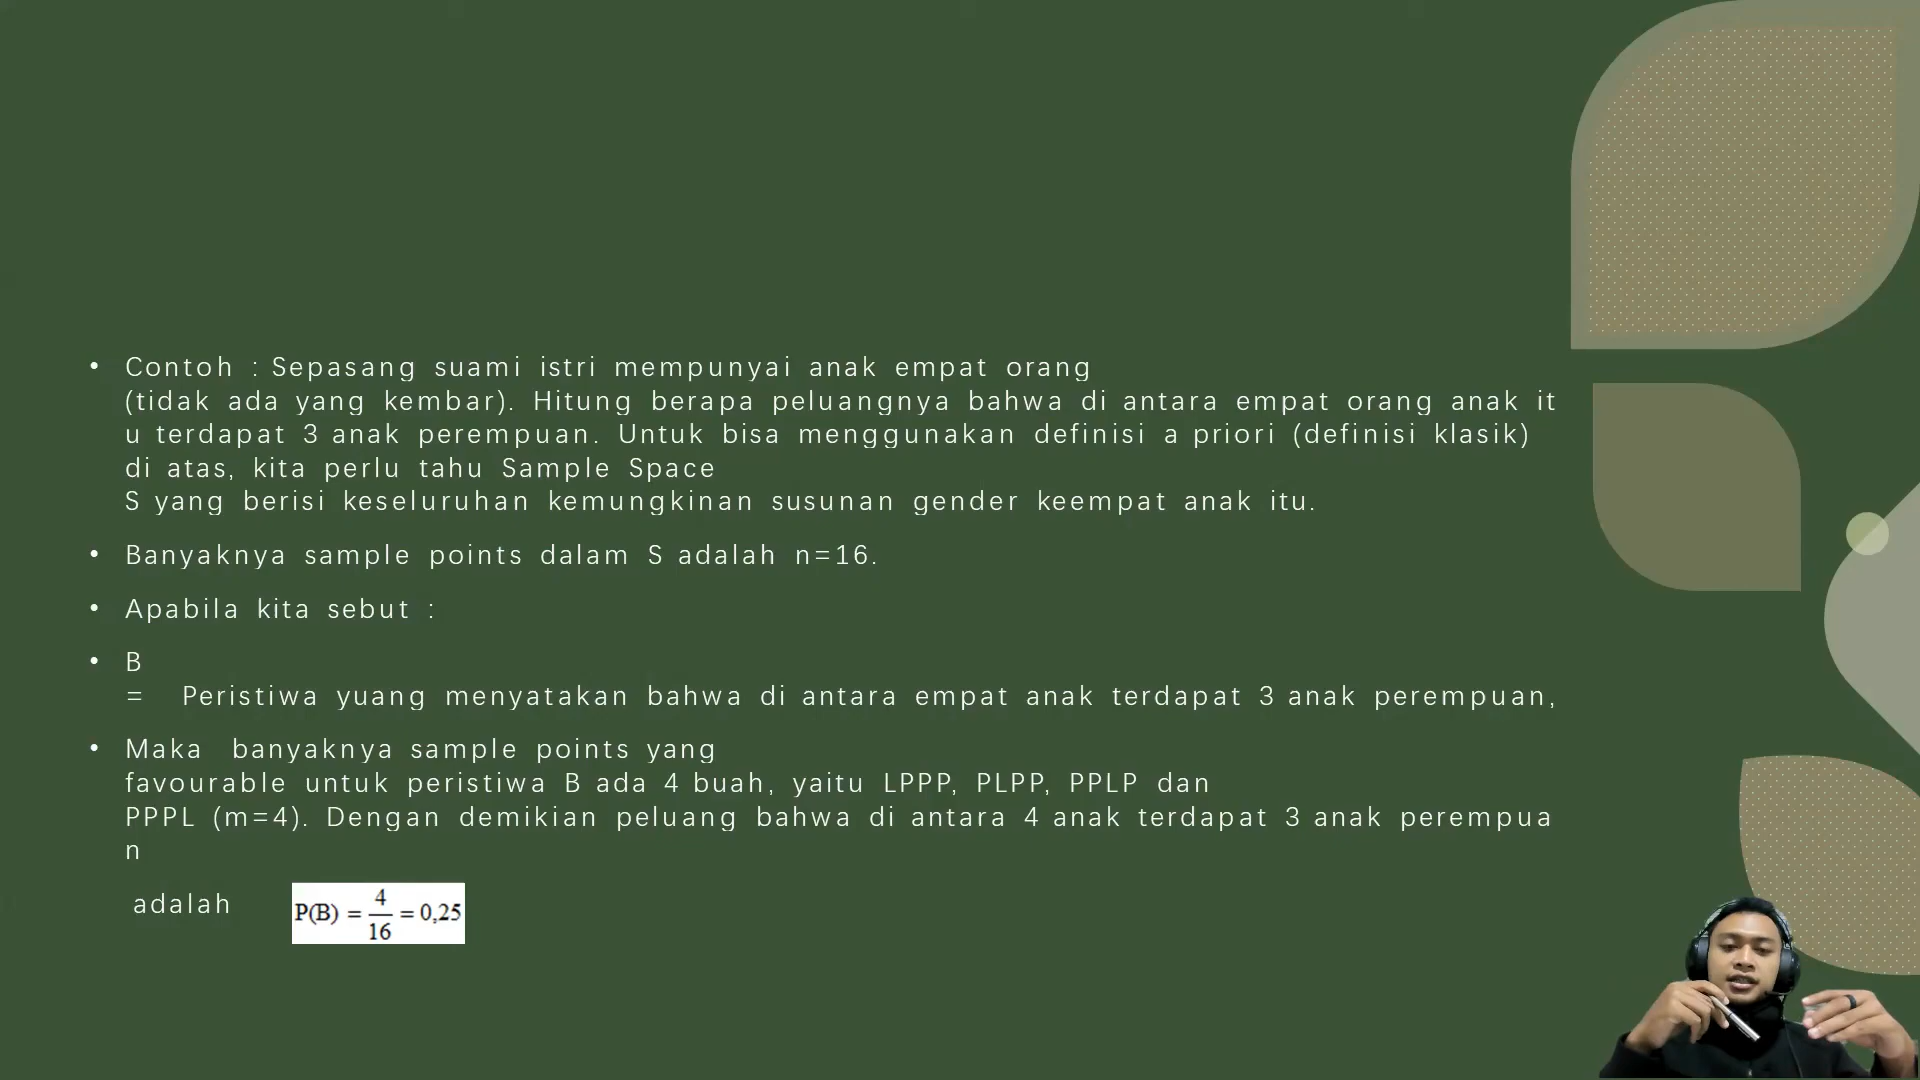 • Contoh : Sepasang suami istri mempunyai anak empat orang
(tidak ada yang kembar). Hitung berapa peluangnya bahwa di antara empat orang anak it
u terdapat 3 anak perempuan. Untuk bisa menggunakan definisi a priori (definisi klasik)
di atas, kita perlu tahu Sample Space
S yang berisi keseluruhan kemungkinan susunan gender keempat anak itu.
• Banyaknya sample points dalam S adalah n=16.
• Apabila kita sebut :
• B
= Peristiwa yuang menyatakan bahwa di antara empat anak terdapat 3 anak perempuan,
• Maka banyaknya sample points yang
favourable untuk peristiwa B ada 4 buah, yaitu LPPP, PLPP, PPLP dan
PPPL (m=4). Dengan demikian peluang bahwa di antara 4 anak terdapat 3 anak perempua
n
adalah P(B) = 4/16 = 0,25